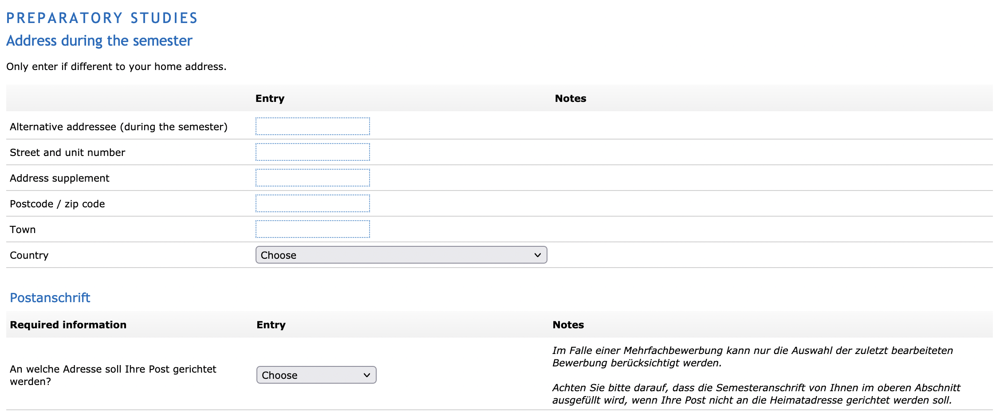 PREPARATORY STUDIES
Address during the semester
Only enter if different to your home address.
Entry Notes
Alternative addressee (during the semester)
Street and unit number
Address supplement
Postcode / zip code
Town
Country Choose
Postanschrift
Required information Entry Notes
An welche Adresse soll Ihre Post gerichtet
werden?
Choose
Im Falle einer Mehrfachbewerbung kann nur die Auswahl der zuletzt bearbeiteten
Bewerbung berücksichtigt werden.
Achten Sie bitte darauf, dass die Semesteranschrift von Ihnen im oberen Abschnitt
ausgefüllt wird, wenn Ihre Post nicht an die Heimatadresse gerichtet werden soll.